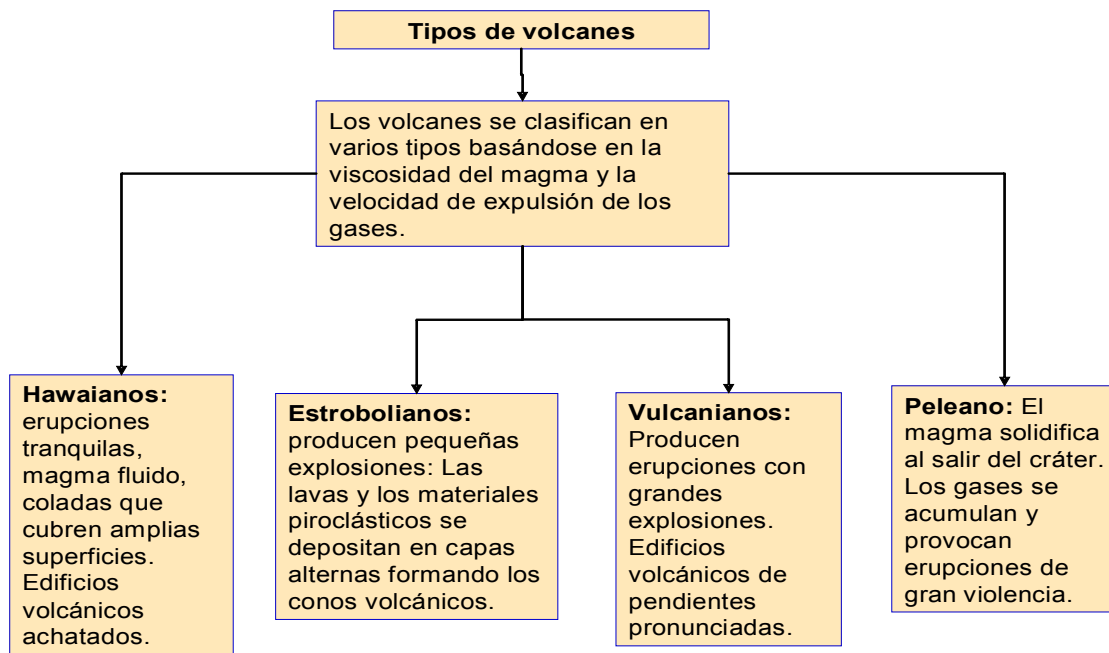 Tipos de volcanes
Los volcanes se clasifican en
varios tipos basándose en la
viscosidad del magma y la
velocidad de expulsión de los
gases.
Hawaianos:
erupciones
tranquilas,
magma fluido,
coladas que
cubren amplias
superficies.
Edificios
volcánicos
achatados.
Estrobolianos:
producen pequeñas
explosiones: Las
lavas y los materiales
piroclásticos se
depositan en capas
alternas formando los
conos volcánicos.
Vulcanianos:
Producen
erupciones con
grandes
explosiones.
Edificios
volcánicos de
pendientes
pronunciadas.
Peleano: El
magma solidifica
al salir del cráter.
Los gases se
acumulan y
provocan
erupciones de
gran violencia.